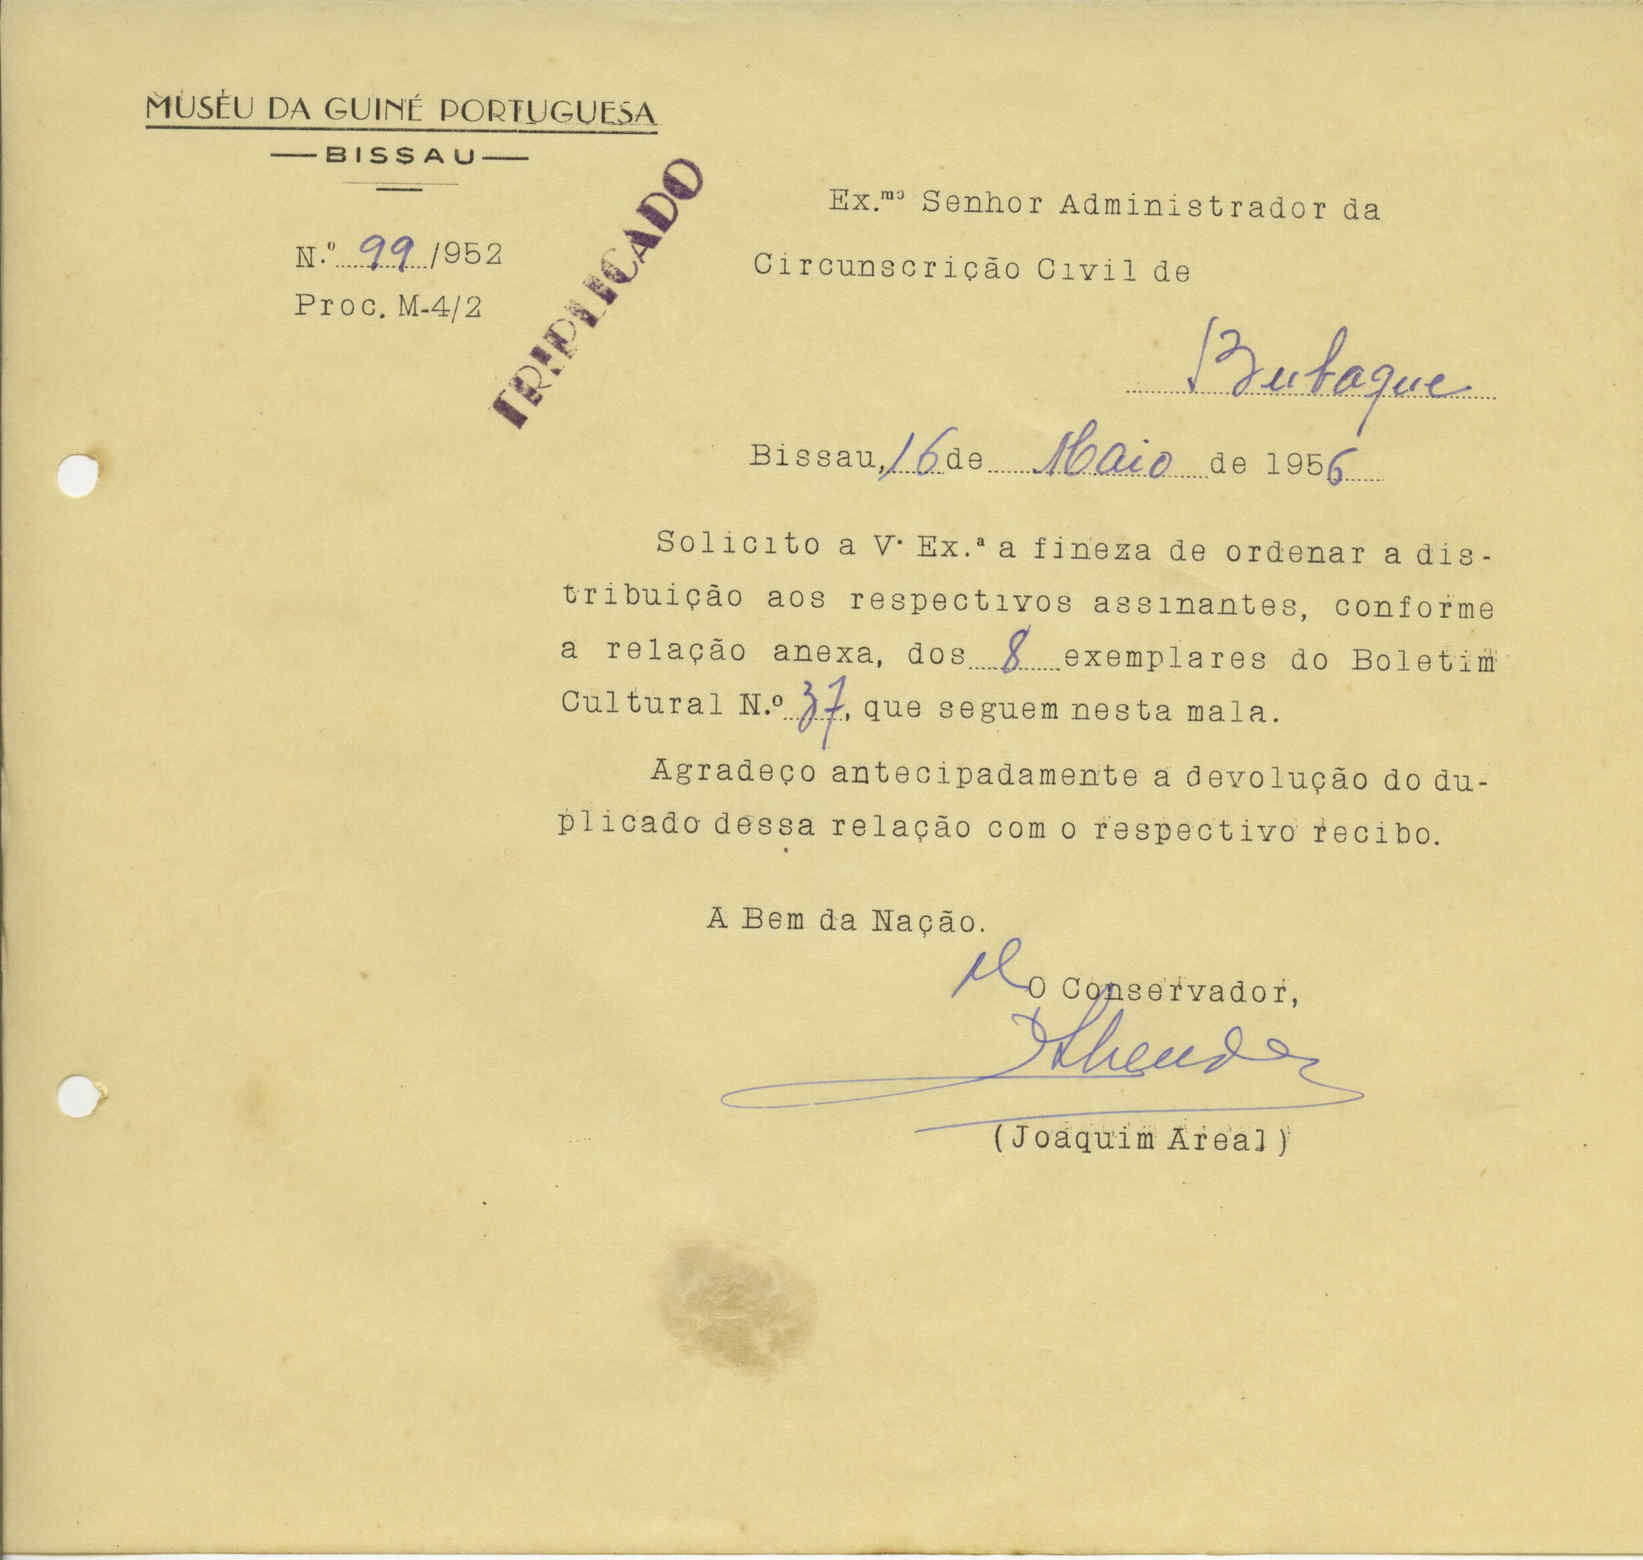 MUSÉU DA GUINÉ PORTUGUESA
BISSAU
N.º 99/952
Proc. M-4/2
TRIPLICADO
Ex.mo Senhor Administrador da
Circunscrição Civil de
Bubaque
Bissau, 16 de Maio de 1956
Solicito a V. Ex.ª a fineza de ordenar a dis-
tribuição aos respectivos assinantes, conforme
a relação anexa, dos 8 exemplares do Boletim
Cultural N.º 37, que seguem nesta mala.
Agradeço antecipadamente a devolução do du-
plicado dessa relação com o respectivo recibo.
A Bem da Nação.
O Conservador,
(Joaquim Areal)